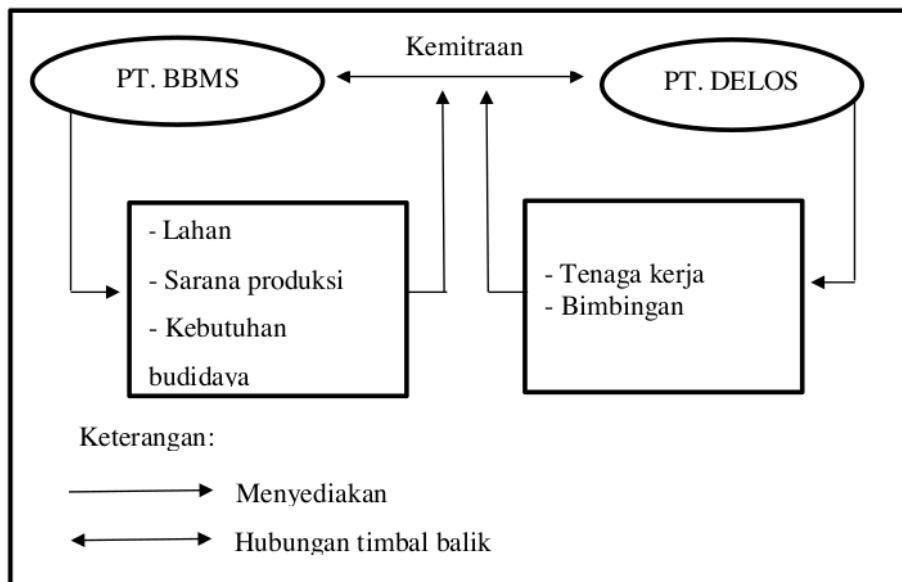 Kemitraan
PT. BBMS
PT. DELOS
- Lahan
- Sarana produksi
- Kebutuhan
budidaya
- Tenaga kerja
- Bimbingan
Keterangan:
Menyediakan
Hubungan timbal balik